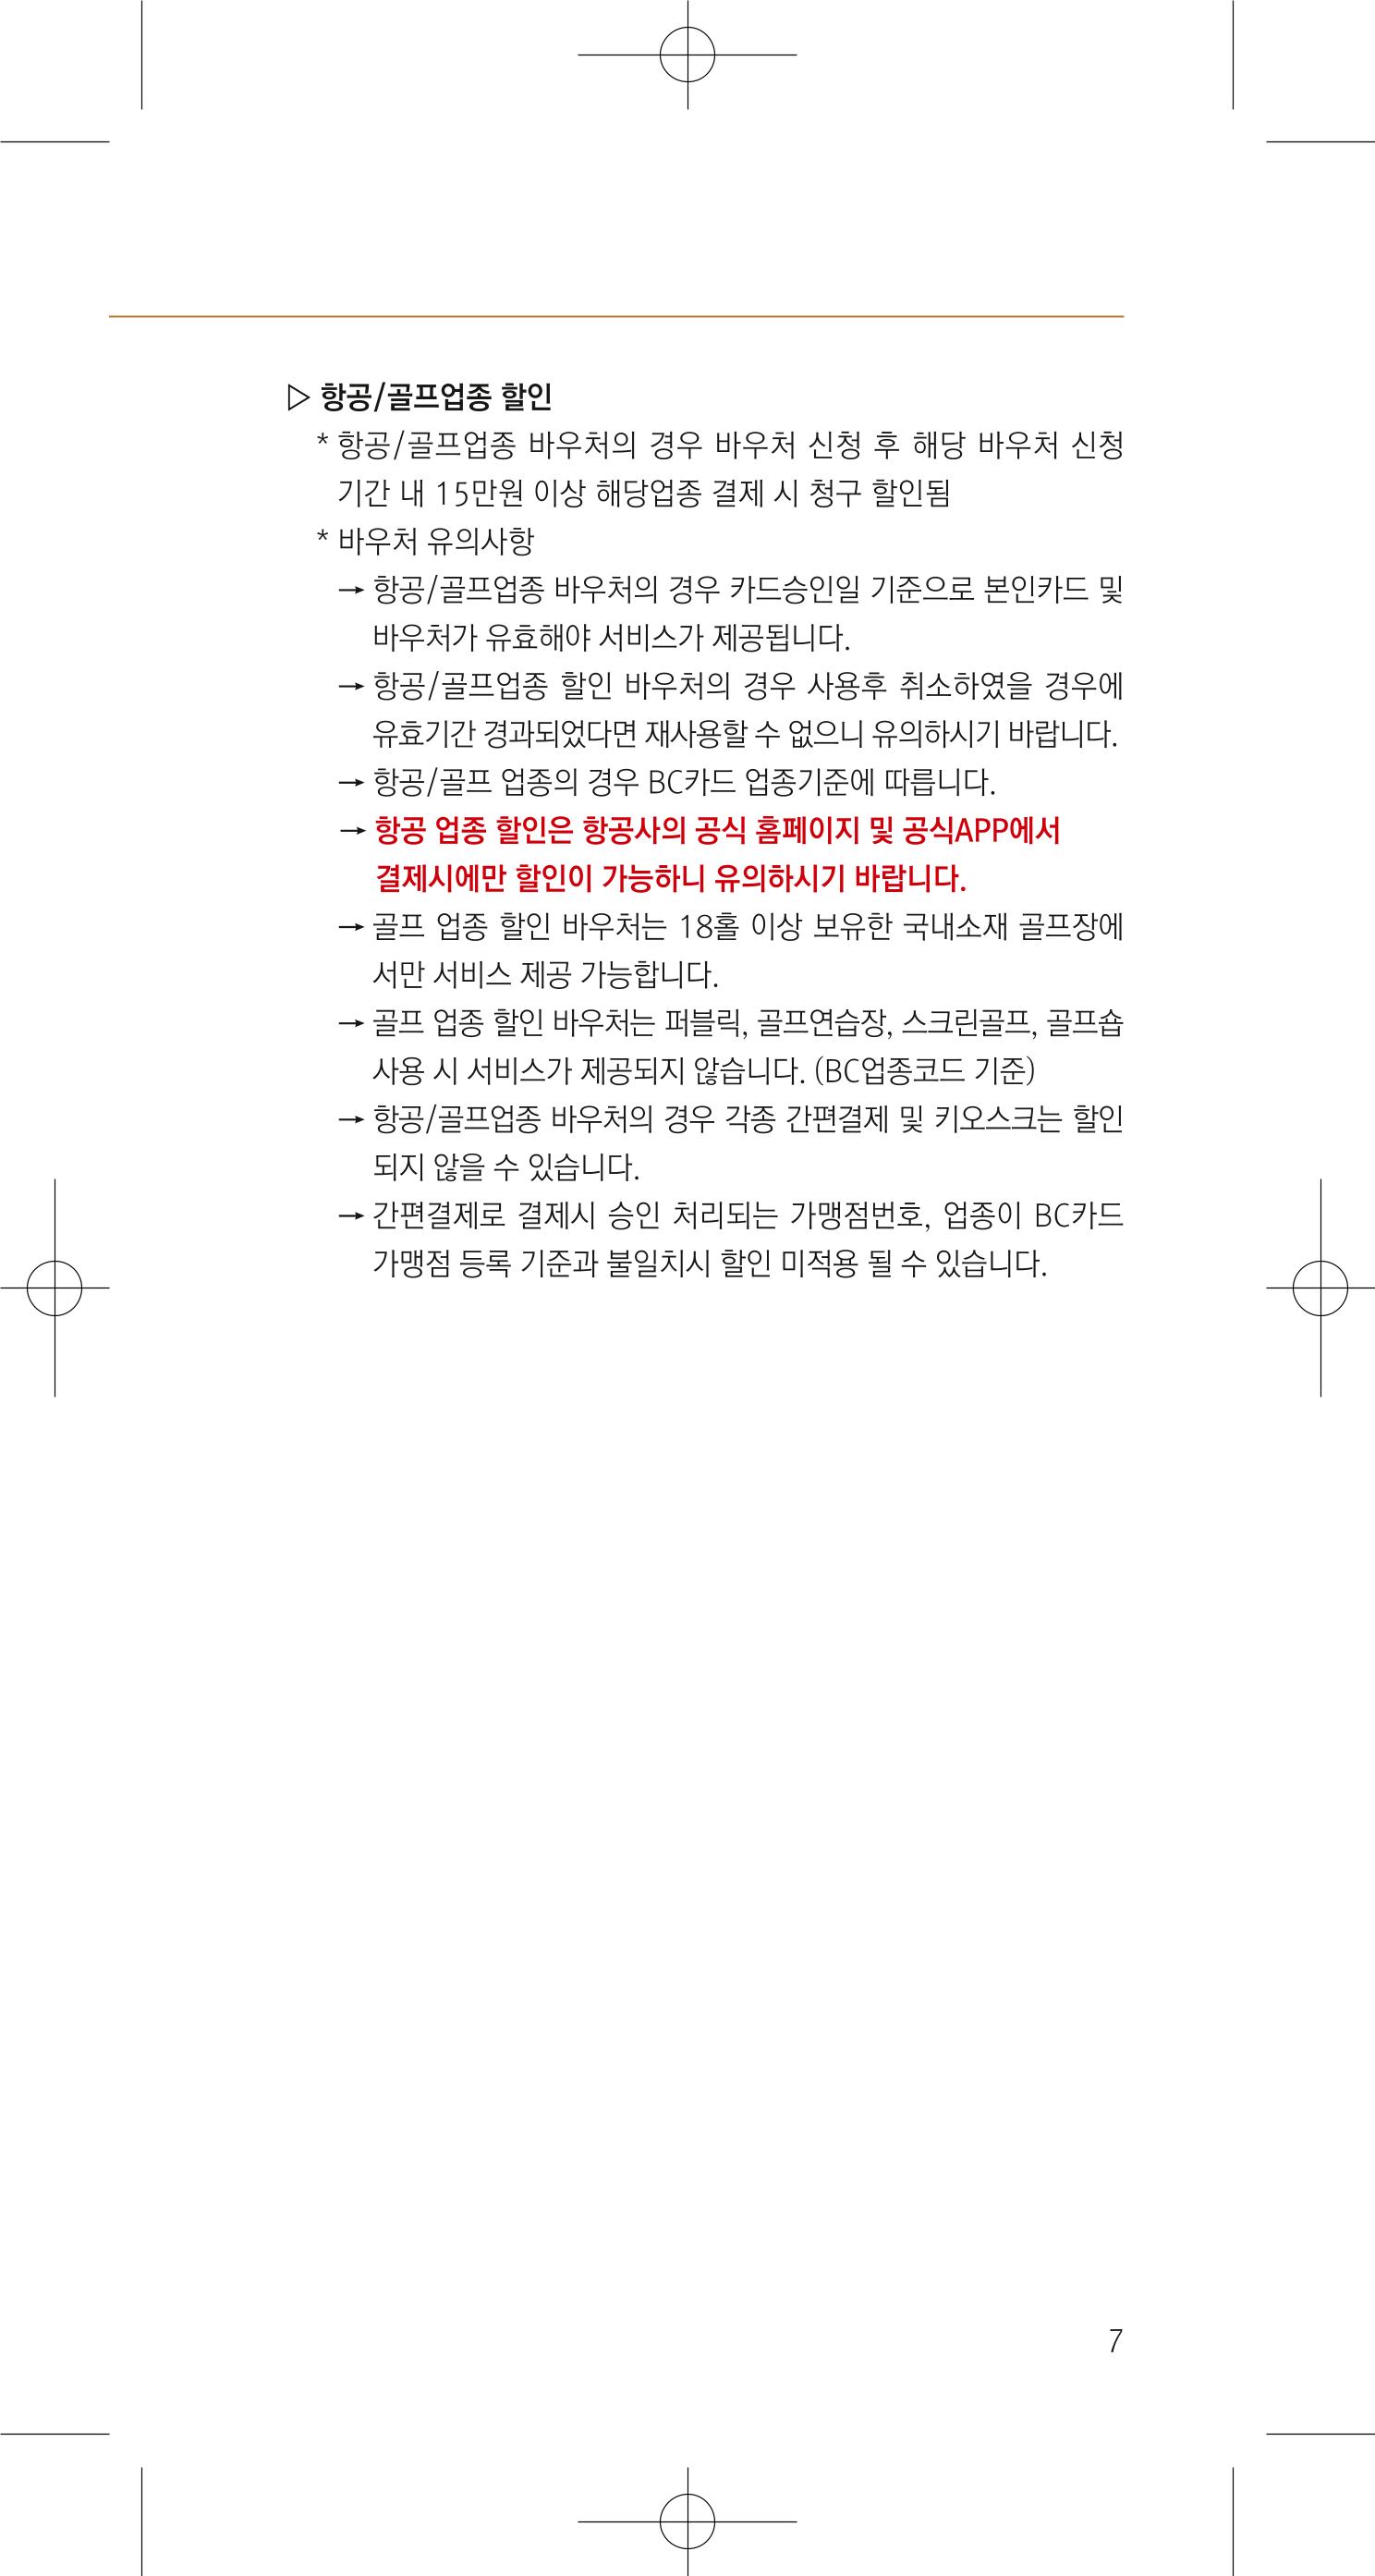 ▷ 항공/골프업종 할인
* 항공/골프업종 바우처의 경우 바우처 신청 후 해당 바우처 신청
기간 내 15만원 이상 해당업종 결제 시 청구 할인됨
* 바우처 유의사항
→ 항공/골프업종 바우처의 경우 카드승인일 기준으로 본인카드 및
바우처가 유효해야 서비스가 제공됩니다.
→ 항공/골프업종 할인 바우처의 경우 사용후 취소하였을 경우에
유효기간 경과되었다면 재사용할 수 없으니 유의하시기 바랍니다.
→ 항공/골프 업종의 경우 BC카드 업종기준에 따릅니다.
→ 항공 업종 할인은 항공사의 공식 홈페이지 및 공식APP에서
결제시에만 할인이 가능하니 유의하시기 바랍니다.
→ 골프 업종 할인 바우처는 18홀 이상 보유한 국내소재 골프장에
서만 서비스 제공 가능합니다.
→ 골프 업종 할인 바우처는 퍼블릭, 골프연습장, 스크린골프, 골프숍
사용 시 서비스가 제공되지 않습니다. (BC업종코드 기준)
→ 항공/골프업종 바우처의 경우 각종 간편결제 및 키오스크는 할인
되지 않을 수 있습니다.
→ 간편결제로 결제시 승인 처리되는 가맹점번호, 업종이 BC카드
가맹점 등록 기준과 불일치시 할인 미적용 될 수 있습니다.
7